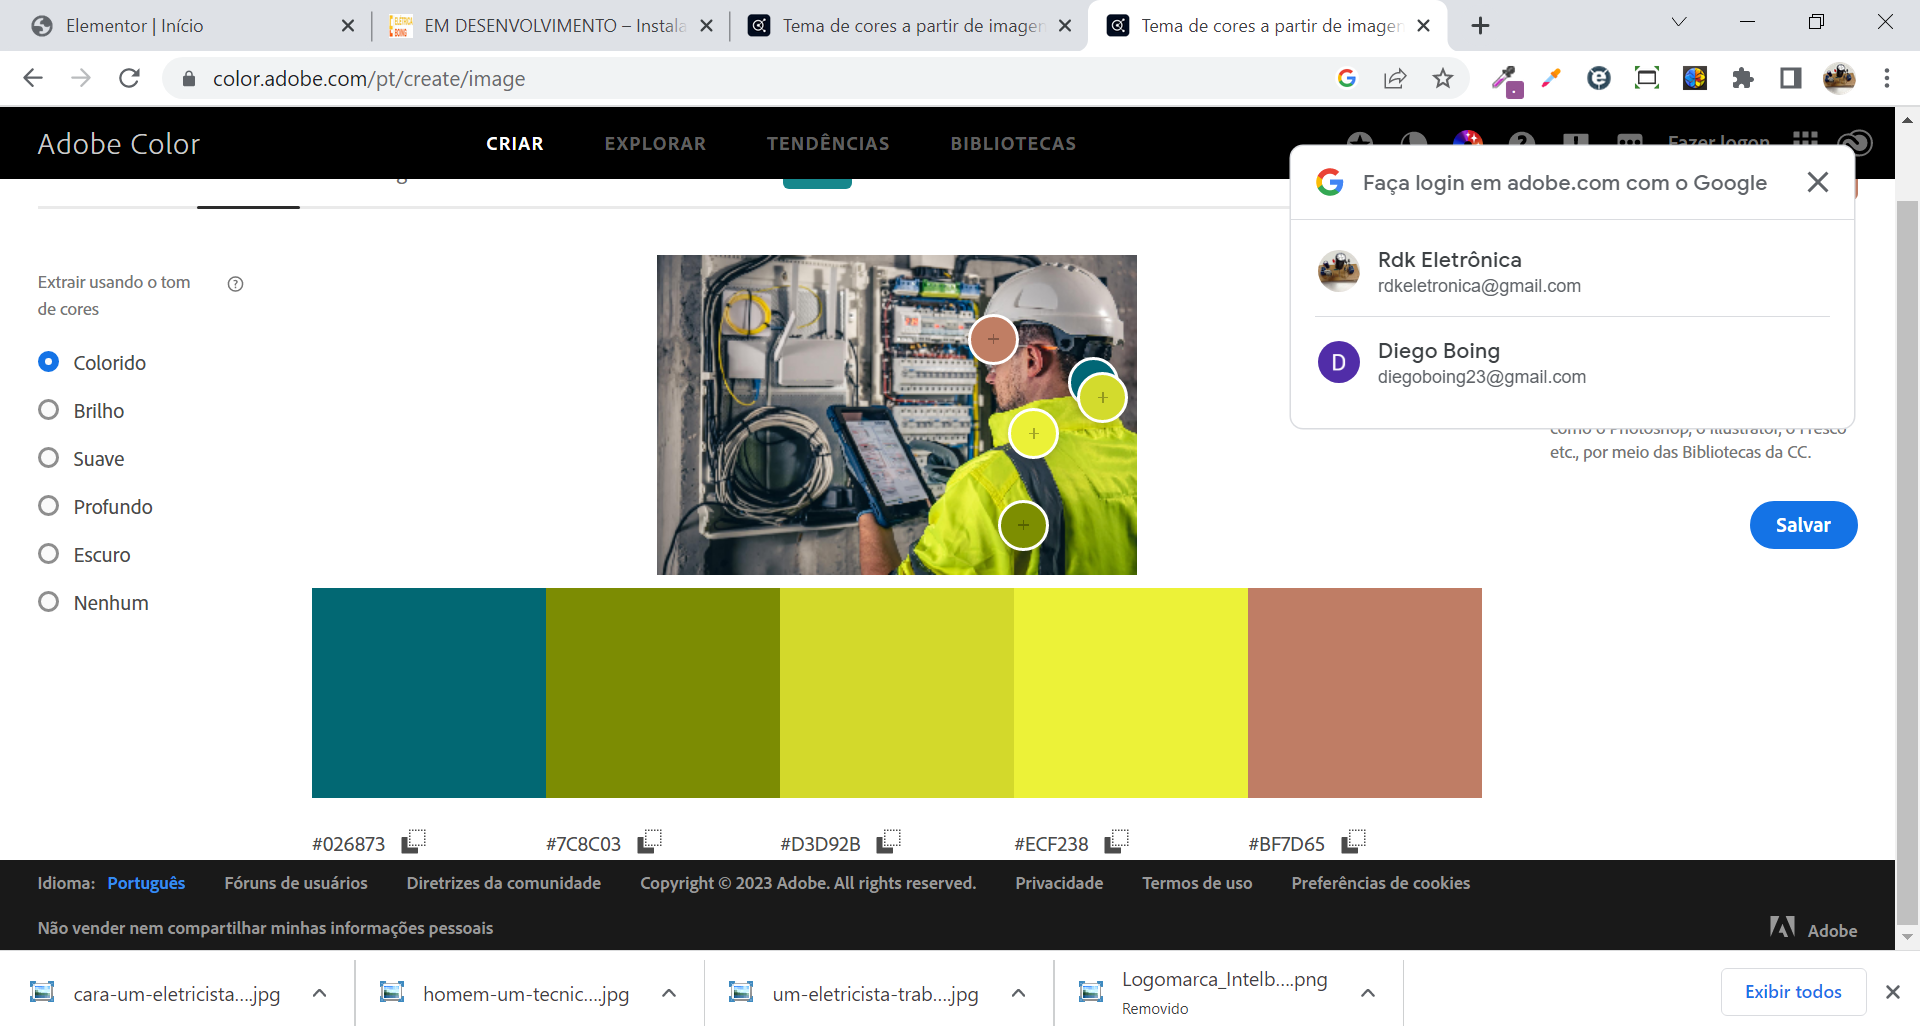 Elementor | Início
EM DESENVOLVIMENTO – Instala
Tema de cores a partir de imagen
Tema de cores a partir de imagen
color.adobe.com/pt/create/image
Adobe Color
CRIAR
EXPLORAR
TENDÊNCIAS
BIBLIOTECAS
Fazer logon
Faça login em adobe.com com o Google
Rdk Eletrônica
rdkeletronica@gmail.com
D
Diego Boing
diegoboing23@gmail.com
como o Photoshop, o Illustrator, o Fresco
etc., por meio das Bibliotecas da CC.
Salvar
Extrair usando o tom
de cores
Colorido
Brilho
Suave
Profundo
Escuro
Nenhum
#026873
#7C8C03
#D3D92B
#ECF238
#BF7D65
Idioma: Português
Fóruns de usuários
Diretrizes da comunidade
Copyright © 2023 Adobe. All rights reserved.
Privacidade
Termos de uso
Preferências de cookies
Não vender nem compartilhar minhas informações pessoais
Adobe
cara-um-eletricista....jpg
homem-um-tecnic....jpg
um-eletricista-trab....jpg
Logomarca_Intelb....png
Removido
Exibir todos